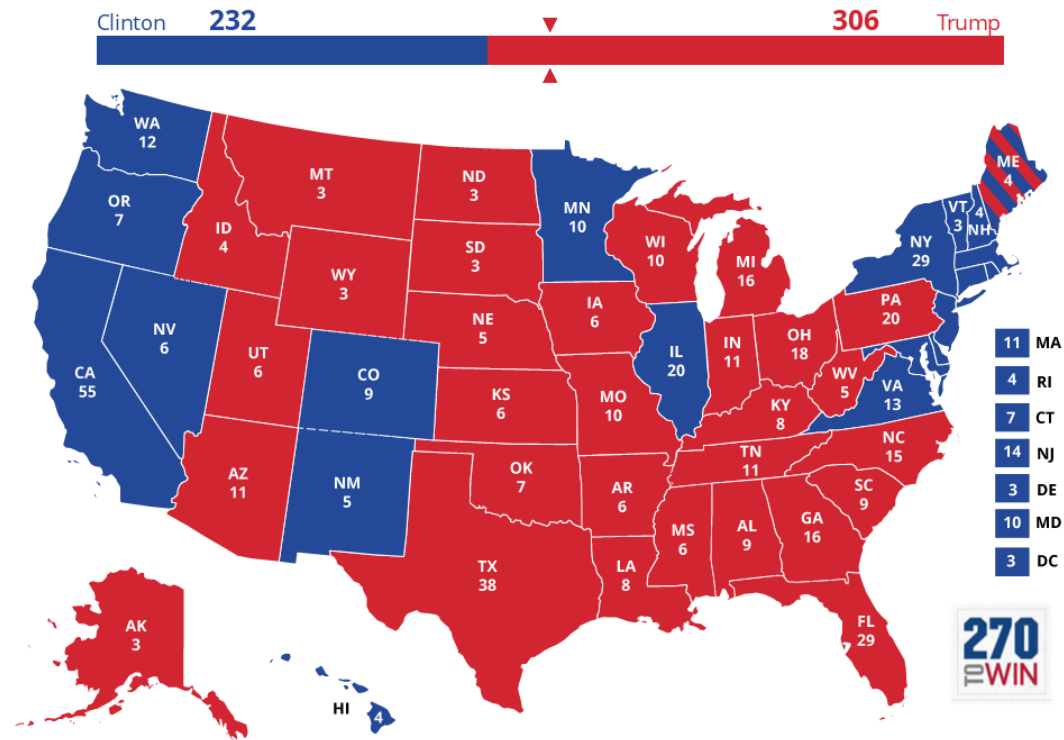 Clinton 232 306 Trump
WA
12
OR
7
CA
55
NV
6
ID
4
MT
3
WY
3
UT
6
AZ
11
CO
9
NM
5
ND
3
SD
3
NE
5
KS
6
OK
7
TX
38
MN
10
IA
6
MO
10
AR
6
LA
8
WI
10
IL
20
MI
16
IN
11
OH
18
KY
8
TN
11
MS
6
AL
9
GA
16
FL
29
SC
9
NC
15
VA
13
WV
5
PA
20
NY
29
VT
3
4
NH
ME
4
11 MA
4 RI
7 CT
14 NJ
3 DE
10 MD
3 DC
AK
3
HI 4
270
TO WIN